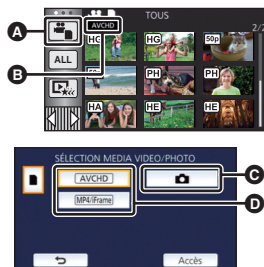 A
AVCHD
TOUS
2/2
B
ALL
HG
HG
50p
PH
PH
HA
HE
HE
SÉLECTION MEDIA VIDEO/PHOTO
AVCHD
MP4/iFrame
C
D
Accès